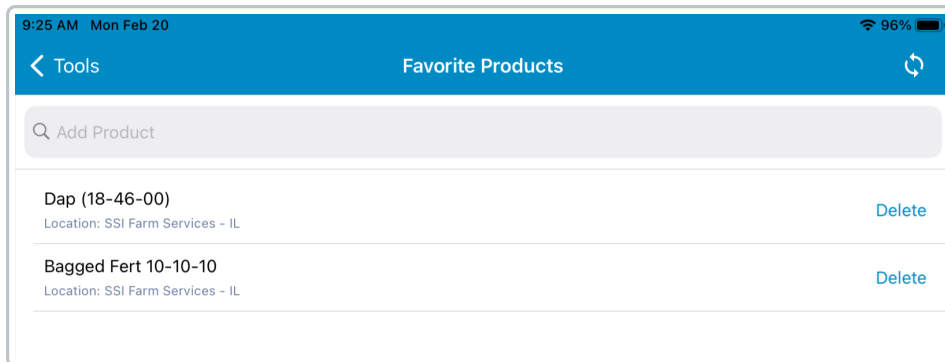 9:25 AM Mon Feb 20
96%
Tools
Favorite Products
Add Product
Dap (18-46-00)
Location: SSI Farm Services - IL
Delete
Bagged Fert 10-10-10
Location: SSI Farm Services - IL
Delete